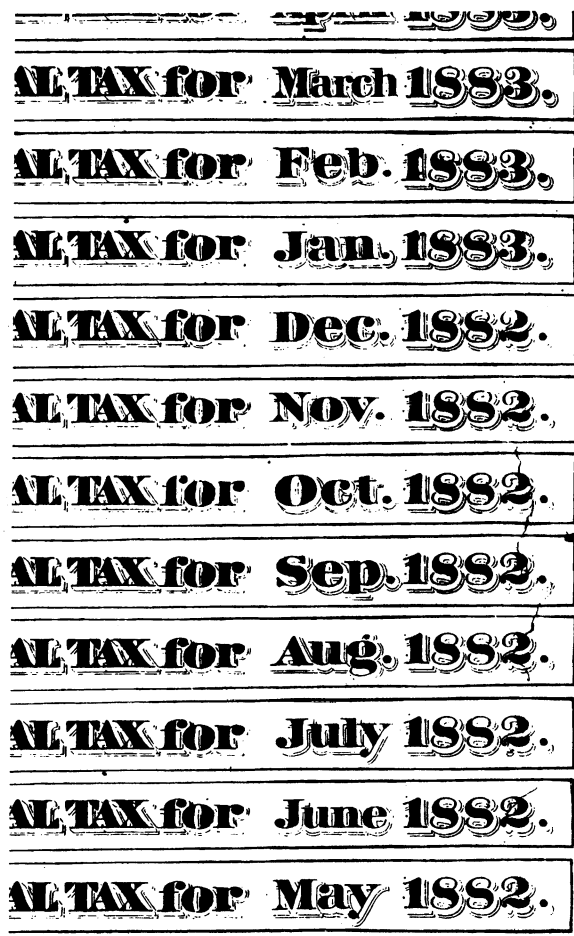 April 1883.
AL TAX for March 1883.
AL TAX for Feb. 1883.
AL TAX for Jan. 1883.
AL TAX for Dec. 1882.
AL TAX for Nov. 1882.
AL TAX for Oct. 1882.
AL TAX for Sep. 1882.
AL TAX for Aug. 1882.
AL TAX for July 1882.
AL TAX for June 1882.
AL TAX for May 1882.